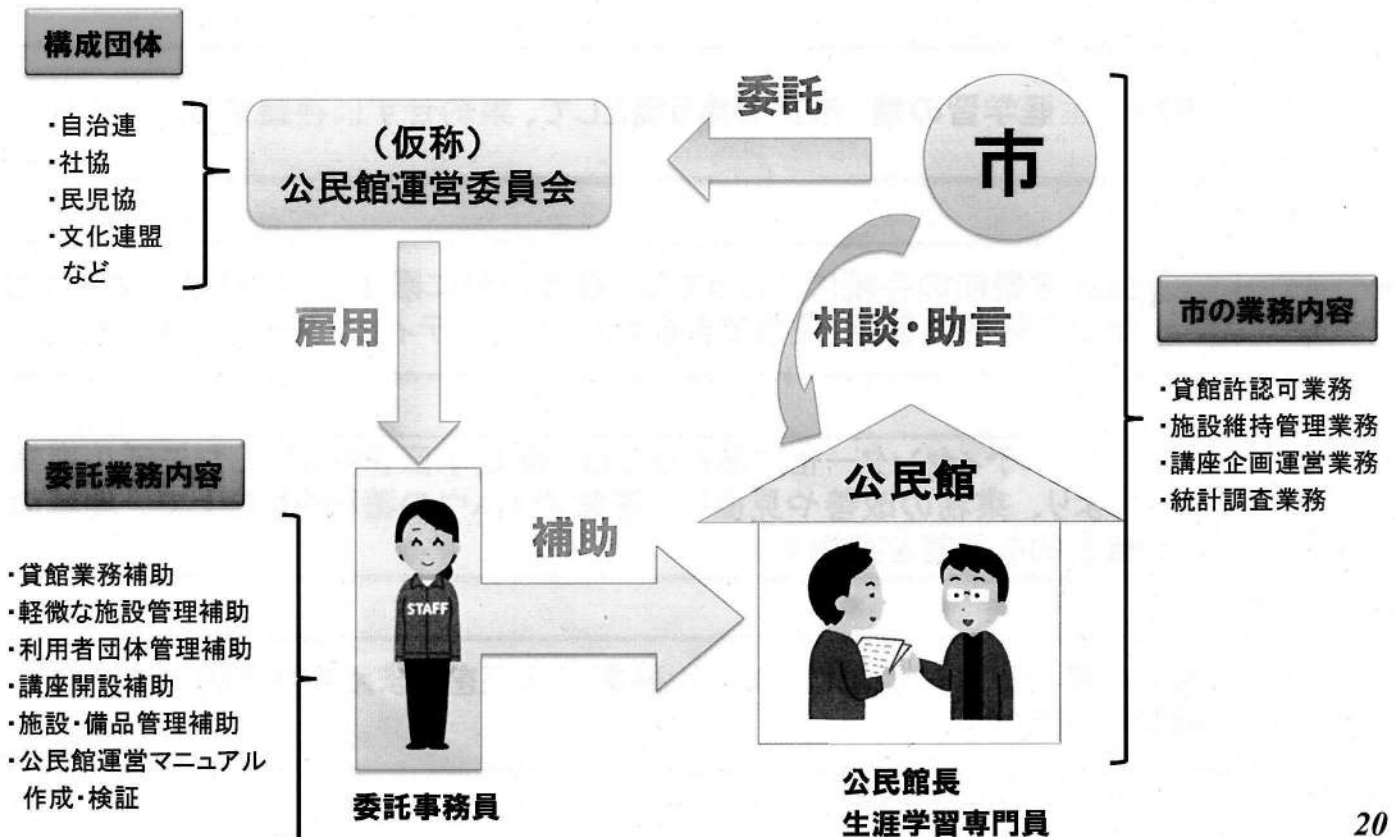 構成団体
・自治連
・社協
・民児協
・文化連盟
など
(仮称)
公民館運営委員会
委託
市
雇用
相談・助言
市の業務内容
・貸館許認可業務
・施設維持管理業務
・講座企画運営業務
・統計調査業務
委託業務内容
・貸館業務補助
・軽微な施設管理補助
・利用者団体管理補助
・講座開設補助
・施設・備品管理補助
・公民館運営マニュアル
作成・検証
STAFF
補助
公民館
委託事務員
公民館長
生涯学習専門員
20